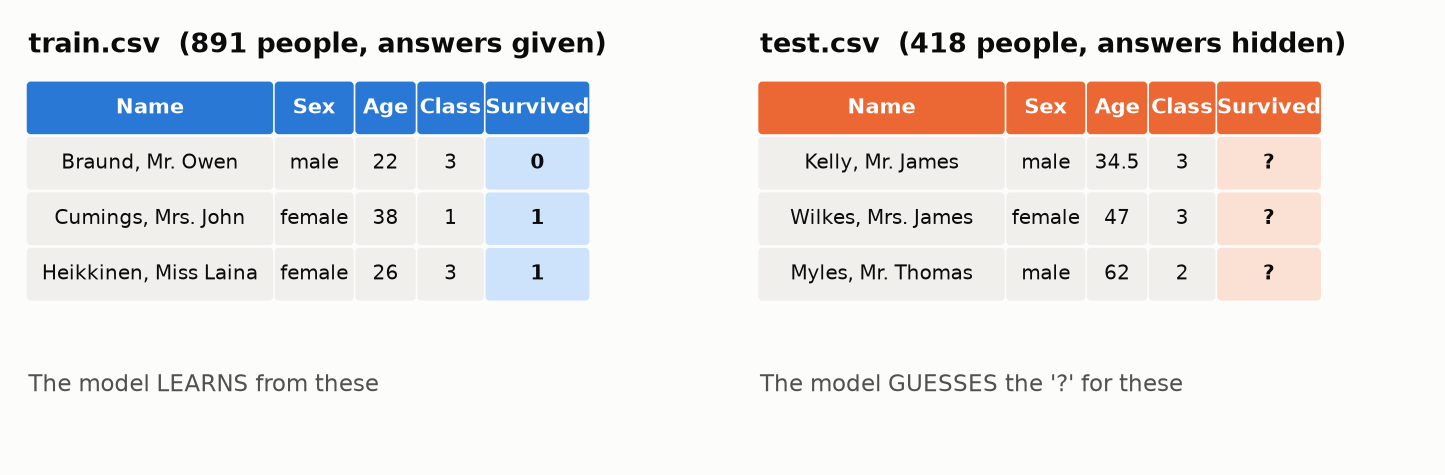 train.csv  (891 people, answers given)
Name Sex Age Class Survived
Braund, Mr. Owen male 22 3 0
Cumings, Mrs. John female 38 1 1
Heikkinen, Miss Laina female 26 3 1
The model LEARNS from these
test.csv  (418 people, answers hidden)
Name Sex Age Class Survived
Kelly, Mr. James male 34.5 3 ?
Wilkes, Mrs. James female 47 3 ?
Myles, Mr. Thomas male 62 2 ?
The model GUESSES the '?' for these